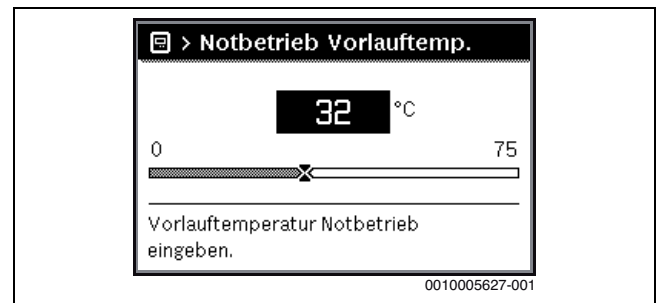 > Notbetrieb Vorlauftemp.
32 °C
0 75
Vorlauftemperatur Notbetrieb
eingeben.
0010005627-001